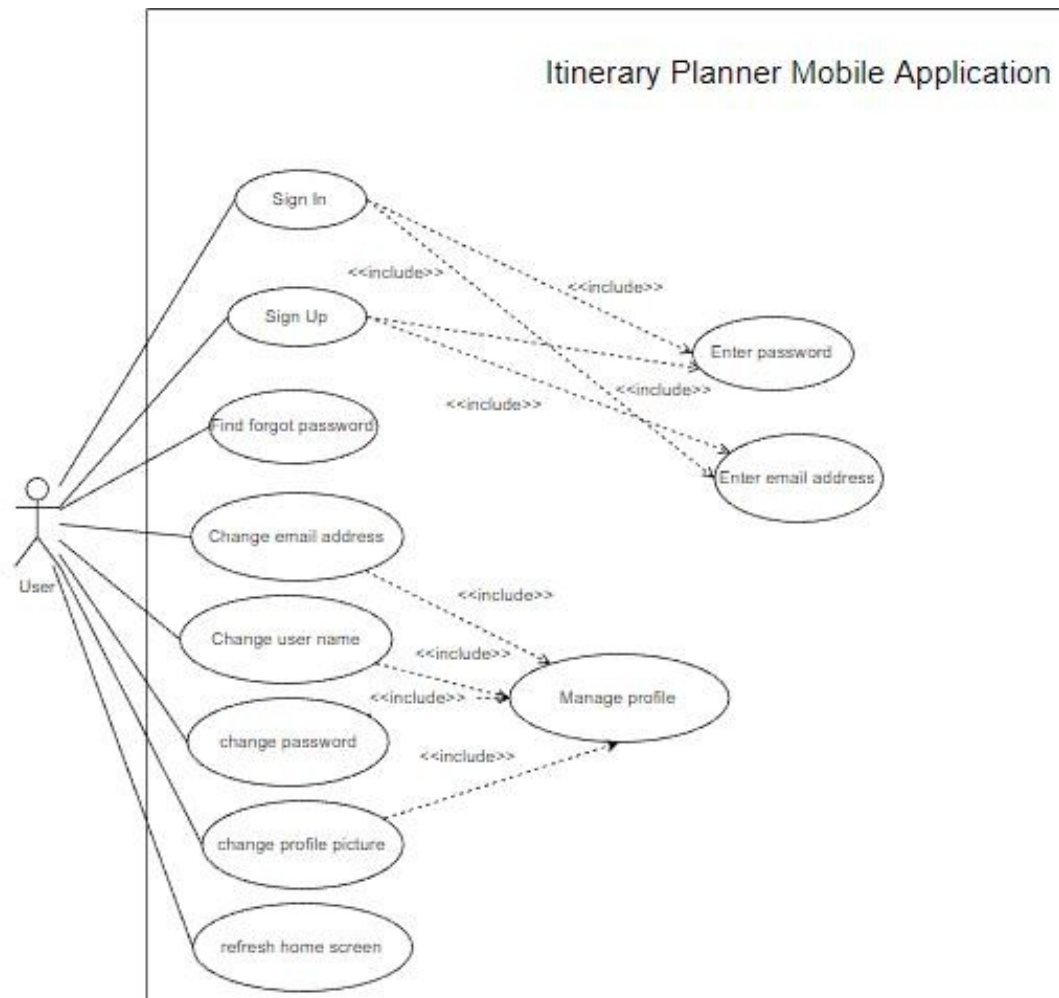 Itinerary Planner Mobile Application
Sign In
<<include>>
<<include>>
Sign Up
Enter password
<<include>>
<<include>>
Find forgot password
Enter email address
Change email address
User
<<include>>
Change user name
<<include>>
<<include>>
Manage profile
change password
<<include>>
change profile picture
refresh home screen